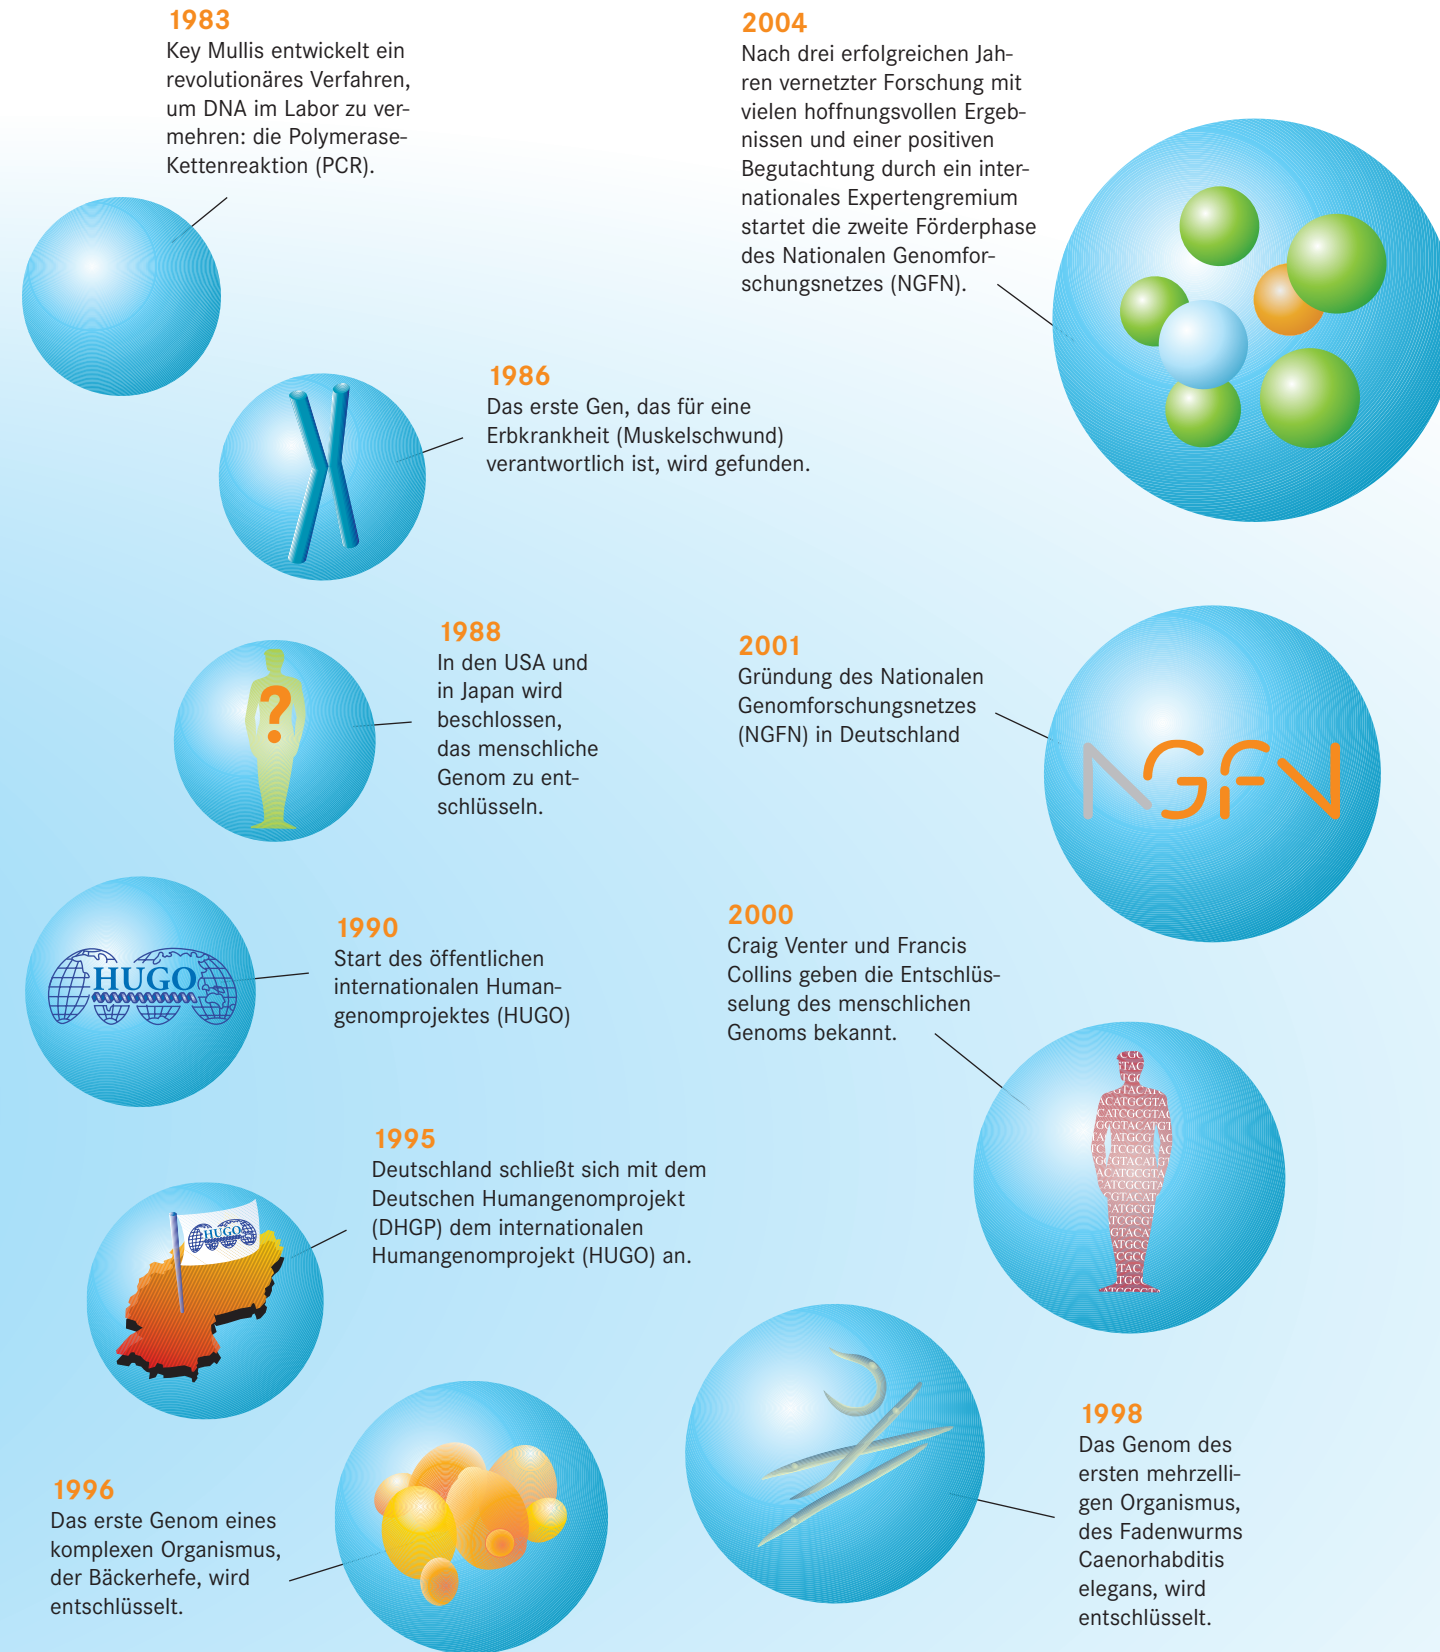 1983
Key Mullis entwickelt ein
revolutionäres Verfahren,
um DNA im Labor zu ver-
mehren: die Polymerase-
Kettenreaktion (PCR).
1986
Das erste Gen, das für eine
Erbkrankheit (Muskelschwund)
verantwortlich ist, wird gefunden.
1988
In den USA und
in Japan wird
beschlossen,
das menschliche
Genom zu ent-
schlüsseln.
?
1990
Start des öffentlichen
internationalen Human-
genomprojektes (HUGO)
HUGO
1995
Deutschland schließt sich mit dem
Deutschen Humangenomprojekt
(DHGP) dem internationalen
Humangenomprojekt (HUGO) an.
HUGO
1996
Das erste Genom eines
komplexen Organismus,
der Bäckerhefe, wird
entschlüsselt.
1998
Das Genom des
ersten mehrzelli-
gen Organismus,
des Fadenwurms
Caenorhabditis
elegans, wird
entschlüsselt.
2000
Craig Venter und Francis
Collins geben die Entschlüs-
selung des menschlichen
Genoms bekannt.
2001
Gründung des Nationalen
Genomforschungsnetzes
(NGFN) in Deutschland
NGFN
2004
Nach drei erfolgreichen Jah-
ren vernetzter Forschung mit
vielen hoffnungsvollen Ergeb-
nissen und einer positiven
Begutachtung durch ein inter-
nationales Expertengremium
startet die zweite Förderphase
des Nationalen Genomfor-
schungsnetzes (NGFN).